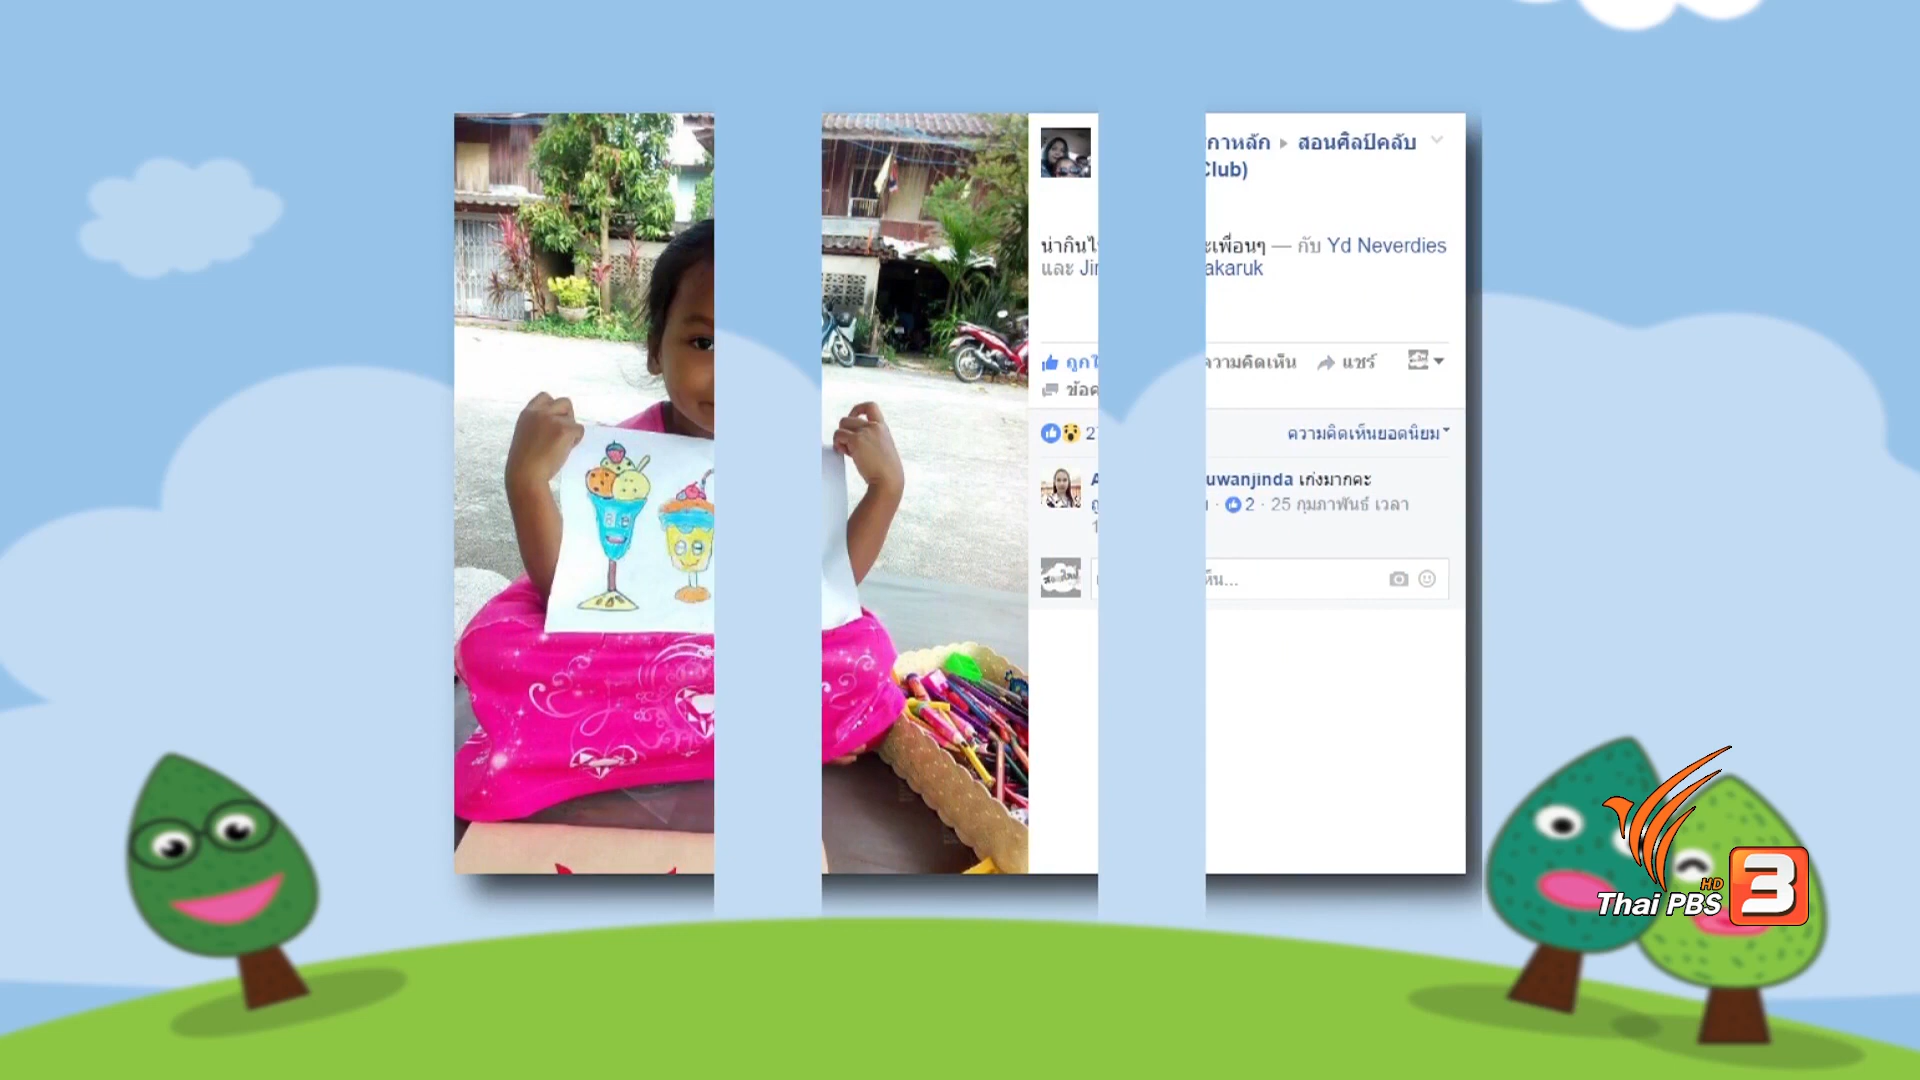 กาหลัก ▸ สอนศิลป์คลับ
Club)
น่ากินไ ะเพื่อนๆ — กับ Yd Neverdies
และ Jir akaruk
ถูกใ ความคิดเห็น แชร์
ข้อค
2 ความคิดเห็นยอดนิยม
A uwanjinda เก่งมากคะ
· 2 · 25 กุมภาพันธ์ เวลา
1
ห็น...
HD
Thai PBS 3